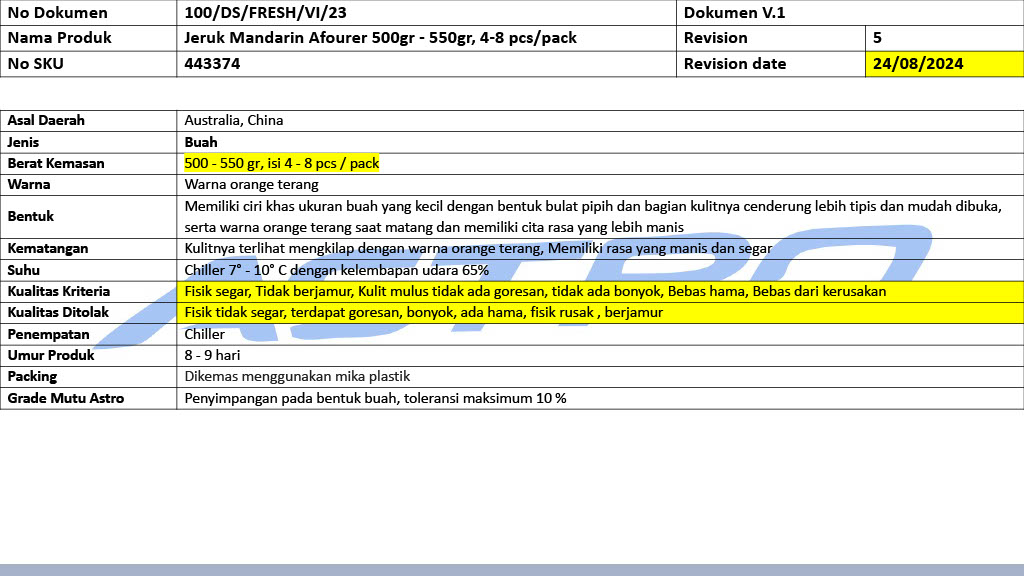 No Dokumen 100/DS/FRESH/VI/23 Dokumen V.1
Nama Produk Jeruk Mandarin Afourer 500gr - 550gr, 4-8 pcs/pack Revision 5
No SKU 443374 Revision date 24/08/2024
Asal Daerah Australia, China
Jenis Buah
Berat Kemasan 500 - 550 gr, isi 4 - 8 pcs / pack
Warna Warna orange terang
Bentuk Memiliki ciri khas ukuran buah yang kecil dengan bentuk bulat pipih dan bagian kulitnya cenderung lebih tipis dan mudah dibuka,
serta warna orange terang saat matang dan memiliki cita rasa yang lebih manis
Kematangan Kulitnya terlihat mengkilap dengan warna orange terang, Memiliki rasa yang manis dan segar
Suhu Chiller 7° - 10° C dengan kelembapan udara 65%
Kualitas Kriteria Fisik segar, Tidak berjamur, Kulit mulus tidak ada goresan, tidak ada bonyok, Bebas hama, Bebas dari kerusakan
Kualitas Ditolak Fisik tidak segar, terdapat goresan, bonyok, ada hama, fisik rusak , berjamur
Penempatan Chiller
Umur Produk 8 - 9 hari
Packing Dikemas menggunakan mika plastik
Grade Mutu Astro Penyimpangan pada bentuk buah, toleransi maksimum 10 %
ASTRO